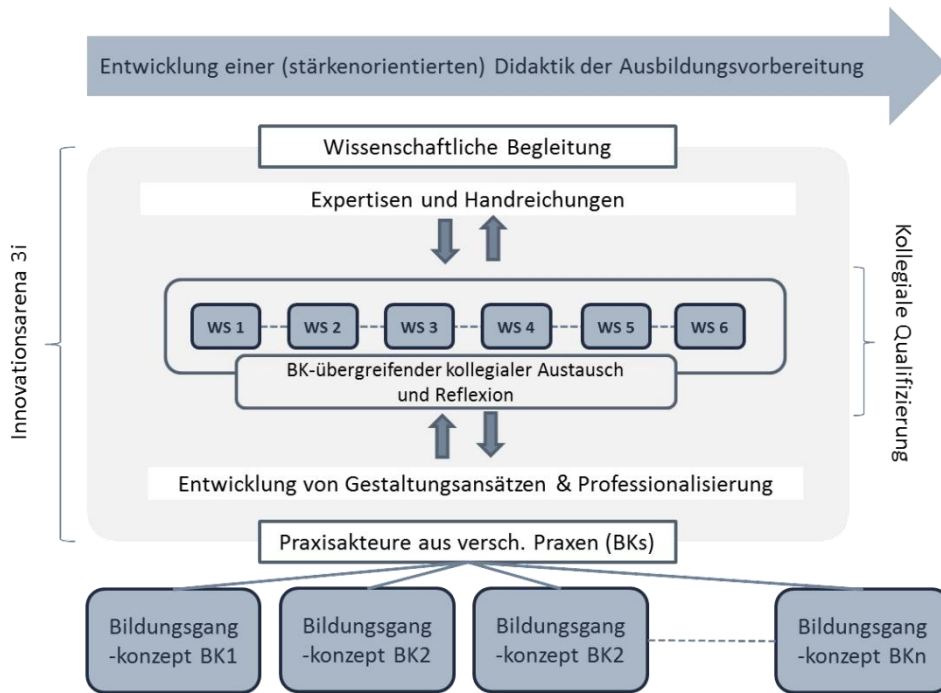 Entwicklung einer (stärkenorientierten) Didaktik der Ausbildungsvorbereitung
Wissenschaftliche Begleitung
Expertisen und Handreichungen
Innovationsarena 3i
Kollegiale
Qualifizierung
WS 1
WS 2
WS 3
WS 4
WS 5
WS 6
BK-übergreifender kollegialer Austausch
und Reflexion
Entwicklung von Gestaltungsansätzen & Professionalisierung
Praxisakteure aus versch. Praxen (BKs)
Bildungsgang
-konzept BK1
Bildungsgang
-konzept BK2
Bildungsgang
-konzept BK2
Bildungsgang
-konzept BKn